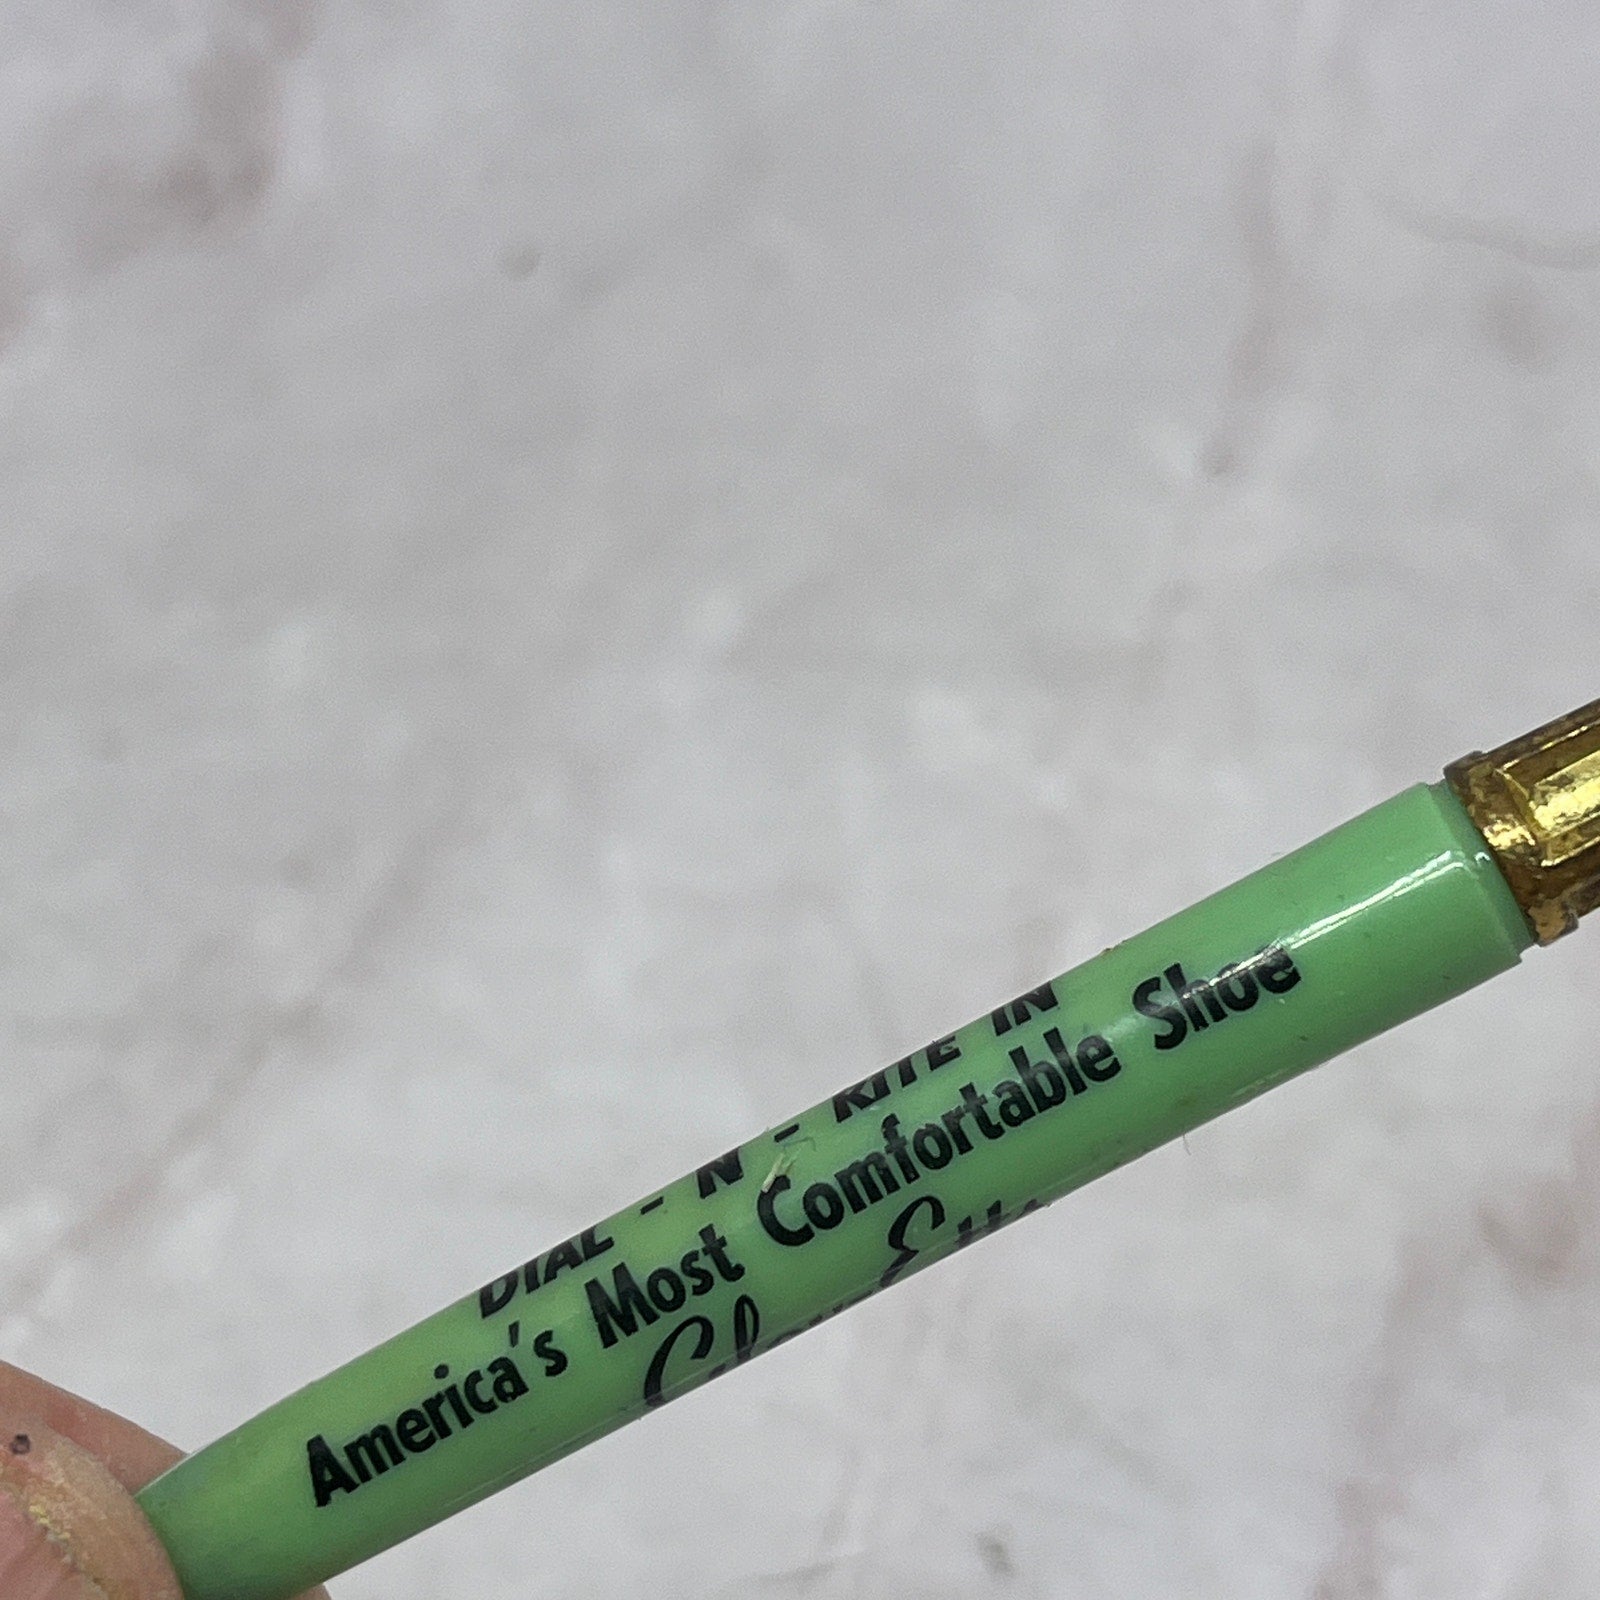 DIAL - N - RITE IN
America's Most Comfortable Shoe